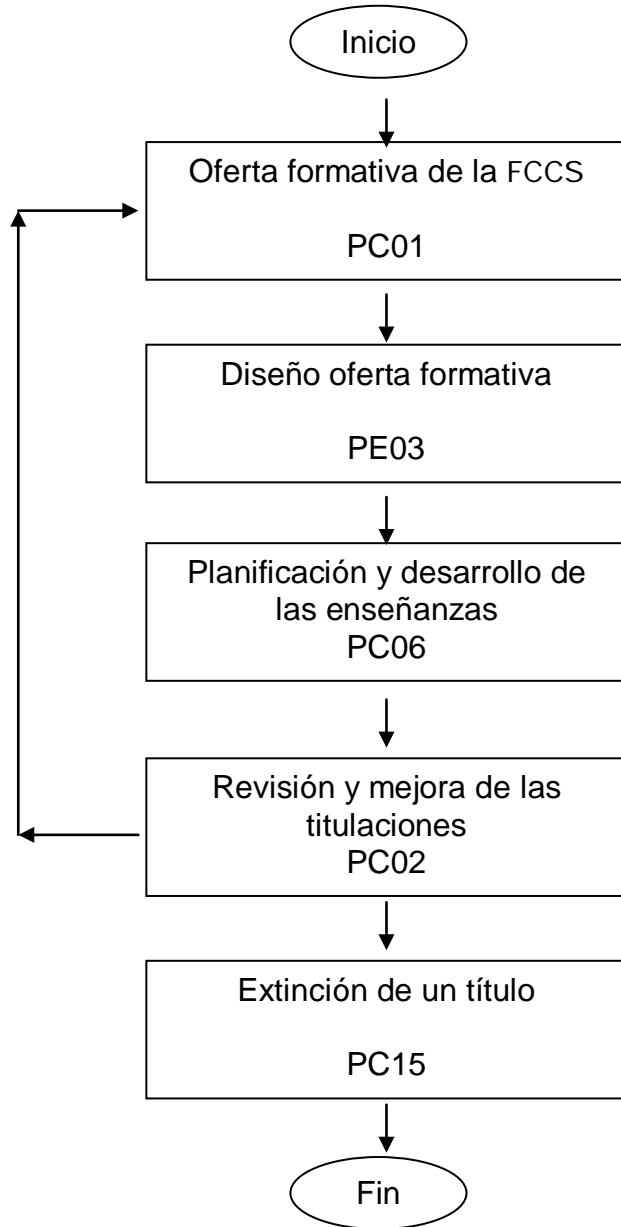 Inicio
Oferta formativa de la FCCS
PC01
Diseño oferta formativa
PE03
Planificación y desarrollo de
las enseñanzas
PC06
Revisión y mejora de las
titulaciones
PC02
Extinción de un título
PC15
Fin